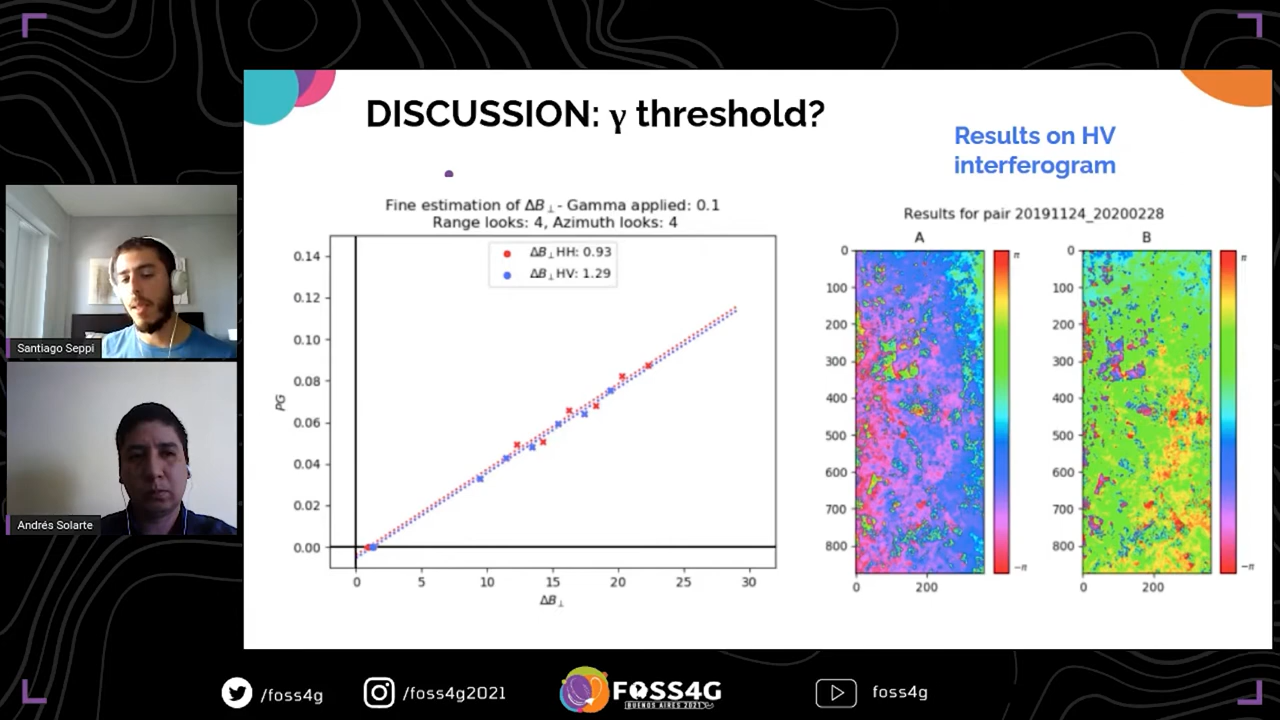 DISCUSSION: γ threshold?
Results on HV
interferogram
Fine estimation of ΔB⊥- Gamma applied: 0.1
Range looks: 4, Azimuth looks: 4
ΔB⊥HH: 0.93
ΔB⊥HV: 1.29
0.14
0.12
0.10
0.08
0.06
0.04
0.02
0.00
PG
0 5 10 15 20 25 30
ΔB⊥
Results for pair 20191124_20200228
A
0
100
200
300
400
500
600
700
800
0 200
π
−π
B
0
100
200
300
400
500
600
700
800
0 200
π
−π
Santiago Seppi
Andrés Solarte
/foss4g
/foss4g2021
FOSS4G
BUENOS AIRES 2021
foss4g